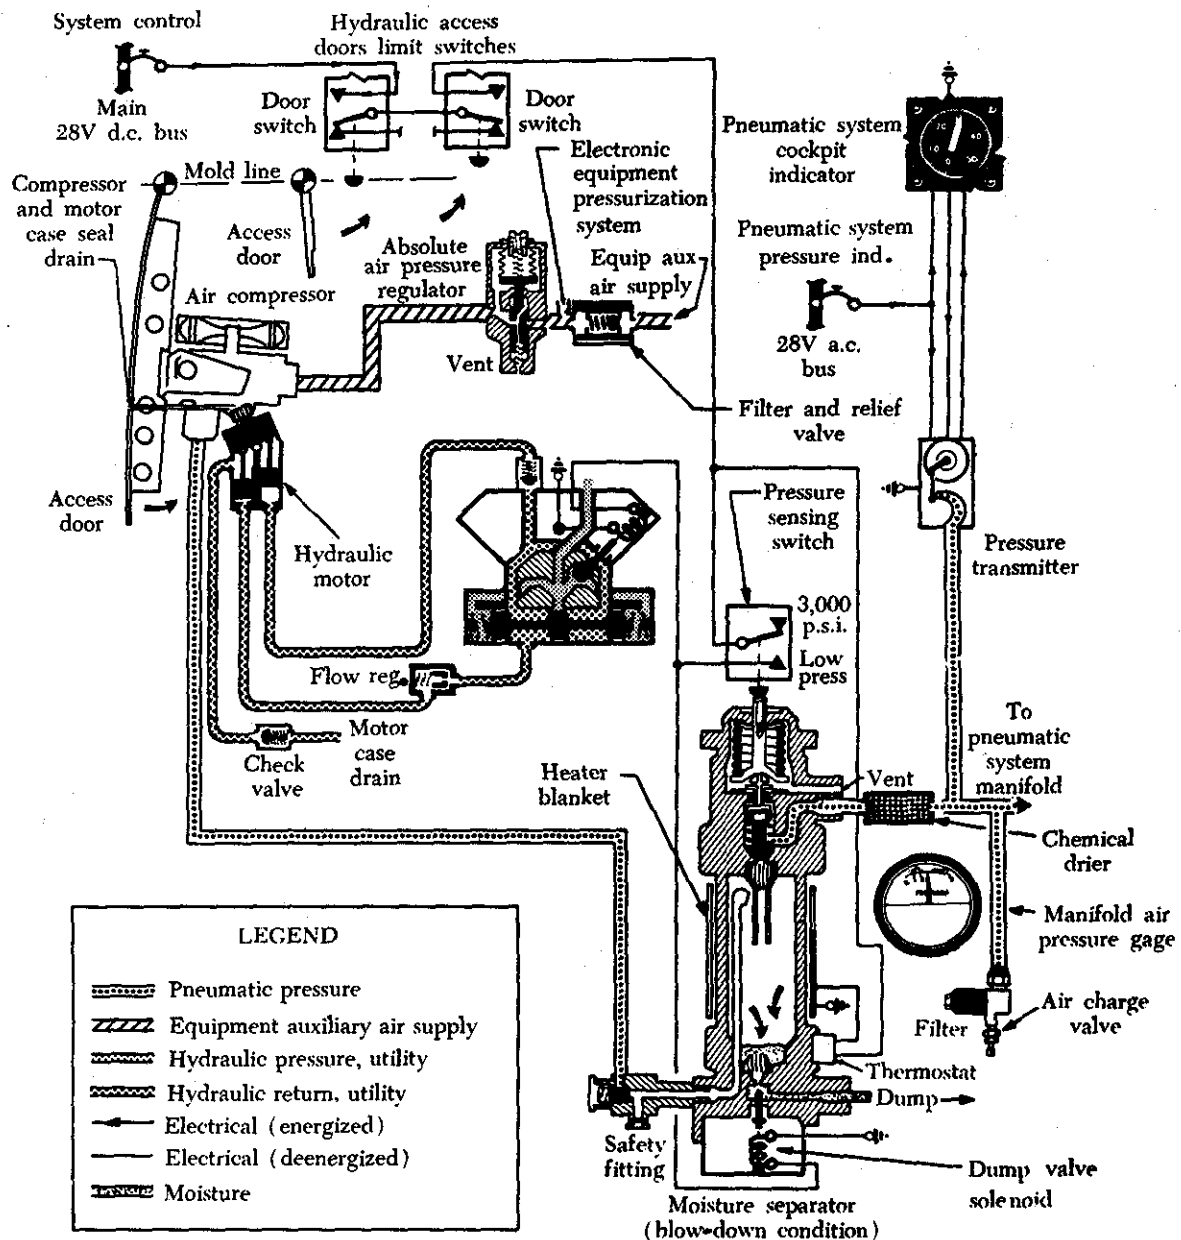 System control
Hydraulic access
doors limit switches
Main
28V d.c. bus
Door
switch
Door
switch
Pneumatic system
cockpit
indicator
Mold line
Electronic
equipment
pressurization
system
Compressor
and motor
case seal
drain
Access
door
Absolute
air pressure
regulator
Equip aux
air supply
Pneumatic system
pressure ind.
Air compressor
Vent
28V a.c.
bus
Filter and relief
valve
Access
door
Hydraulic
motor
Pressure
sensing
switch
Pressure
transmitter
3,000
p.s.i.
Low
press
Flow reg.
Check
valve
Motor
case
drain
Heater
blanket
Vent
To
pneumatic
system
manifold
Chemical
drier
Manifold air
pressure gage
Filter
Air charge
valve
Thermostat
Dump
Safety
fitting
Dump valve
solenoid
Moisture separator
(blow-down condition)
LEGEND
Pneumatic pressure
Equipment auxiliary air supply
Hydraulic pressure, utility
Hydraulic return, utility
Electrical (energized)
Electrical (deenergized)
Moisture